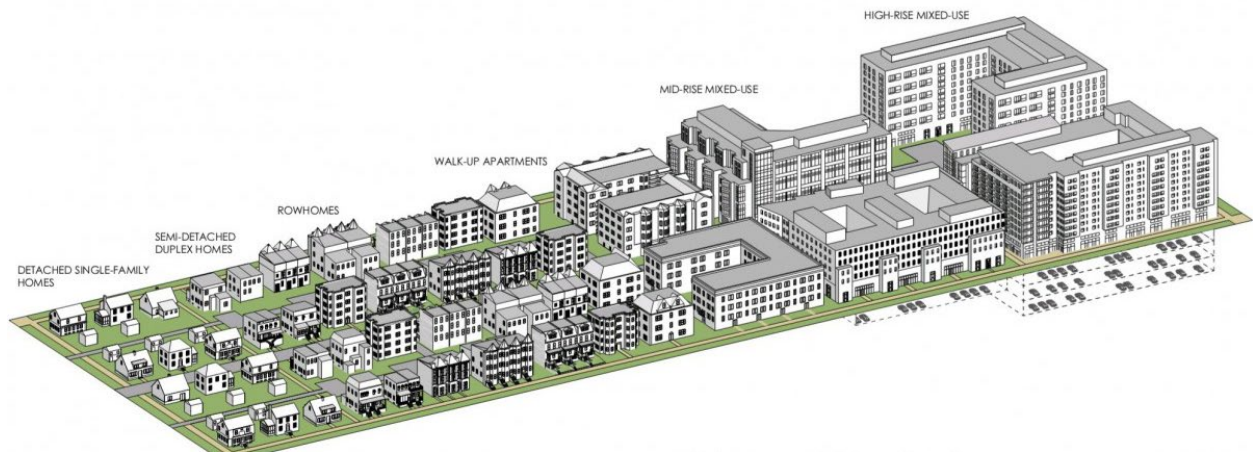 DETACHED SINGLE-FAMILY
HOMES
SEMI-DETACHED
DUPLEX HOMES
ROWHOMES
WALK-UP APARTMENTS
MID-RISE MIXED-USE
HIGH-RISE MIXED-USE